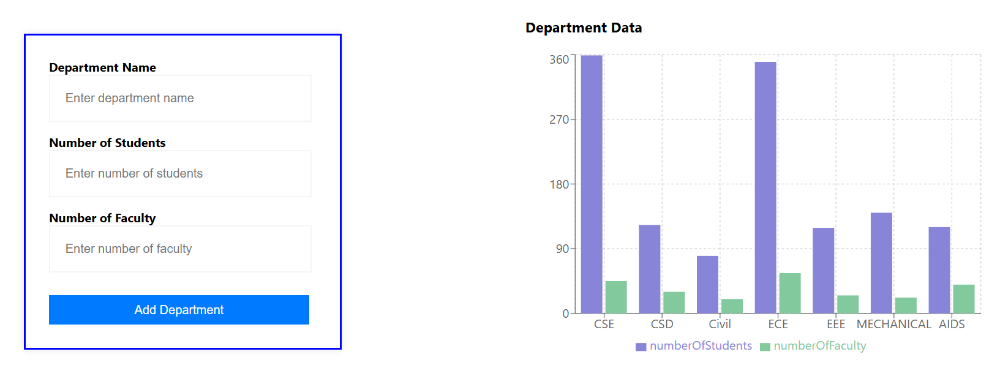 Department Name
Enter department name
Number of Students
Enter number of students
Number of Faculty
Enter number of faculty
Add Department
Department Data
360
270
180
90
0
CSE CSD Civil ECE EEE MECHANICAL AIDS
numberOfStudents numberOfFaculty